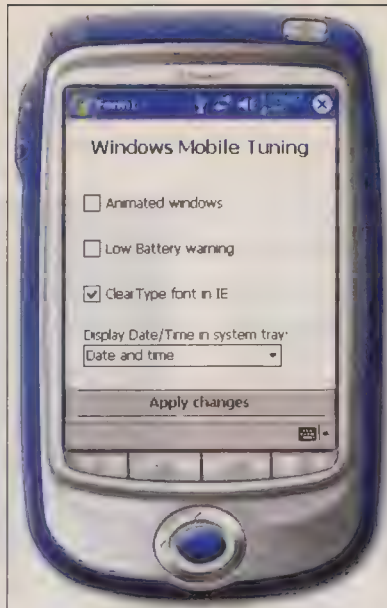 Windows Mobile Tuning
Animated windows
Low Battery warning
ClearType font in IE
Display Date/Time in system tray:
Date and time
Apply changes